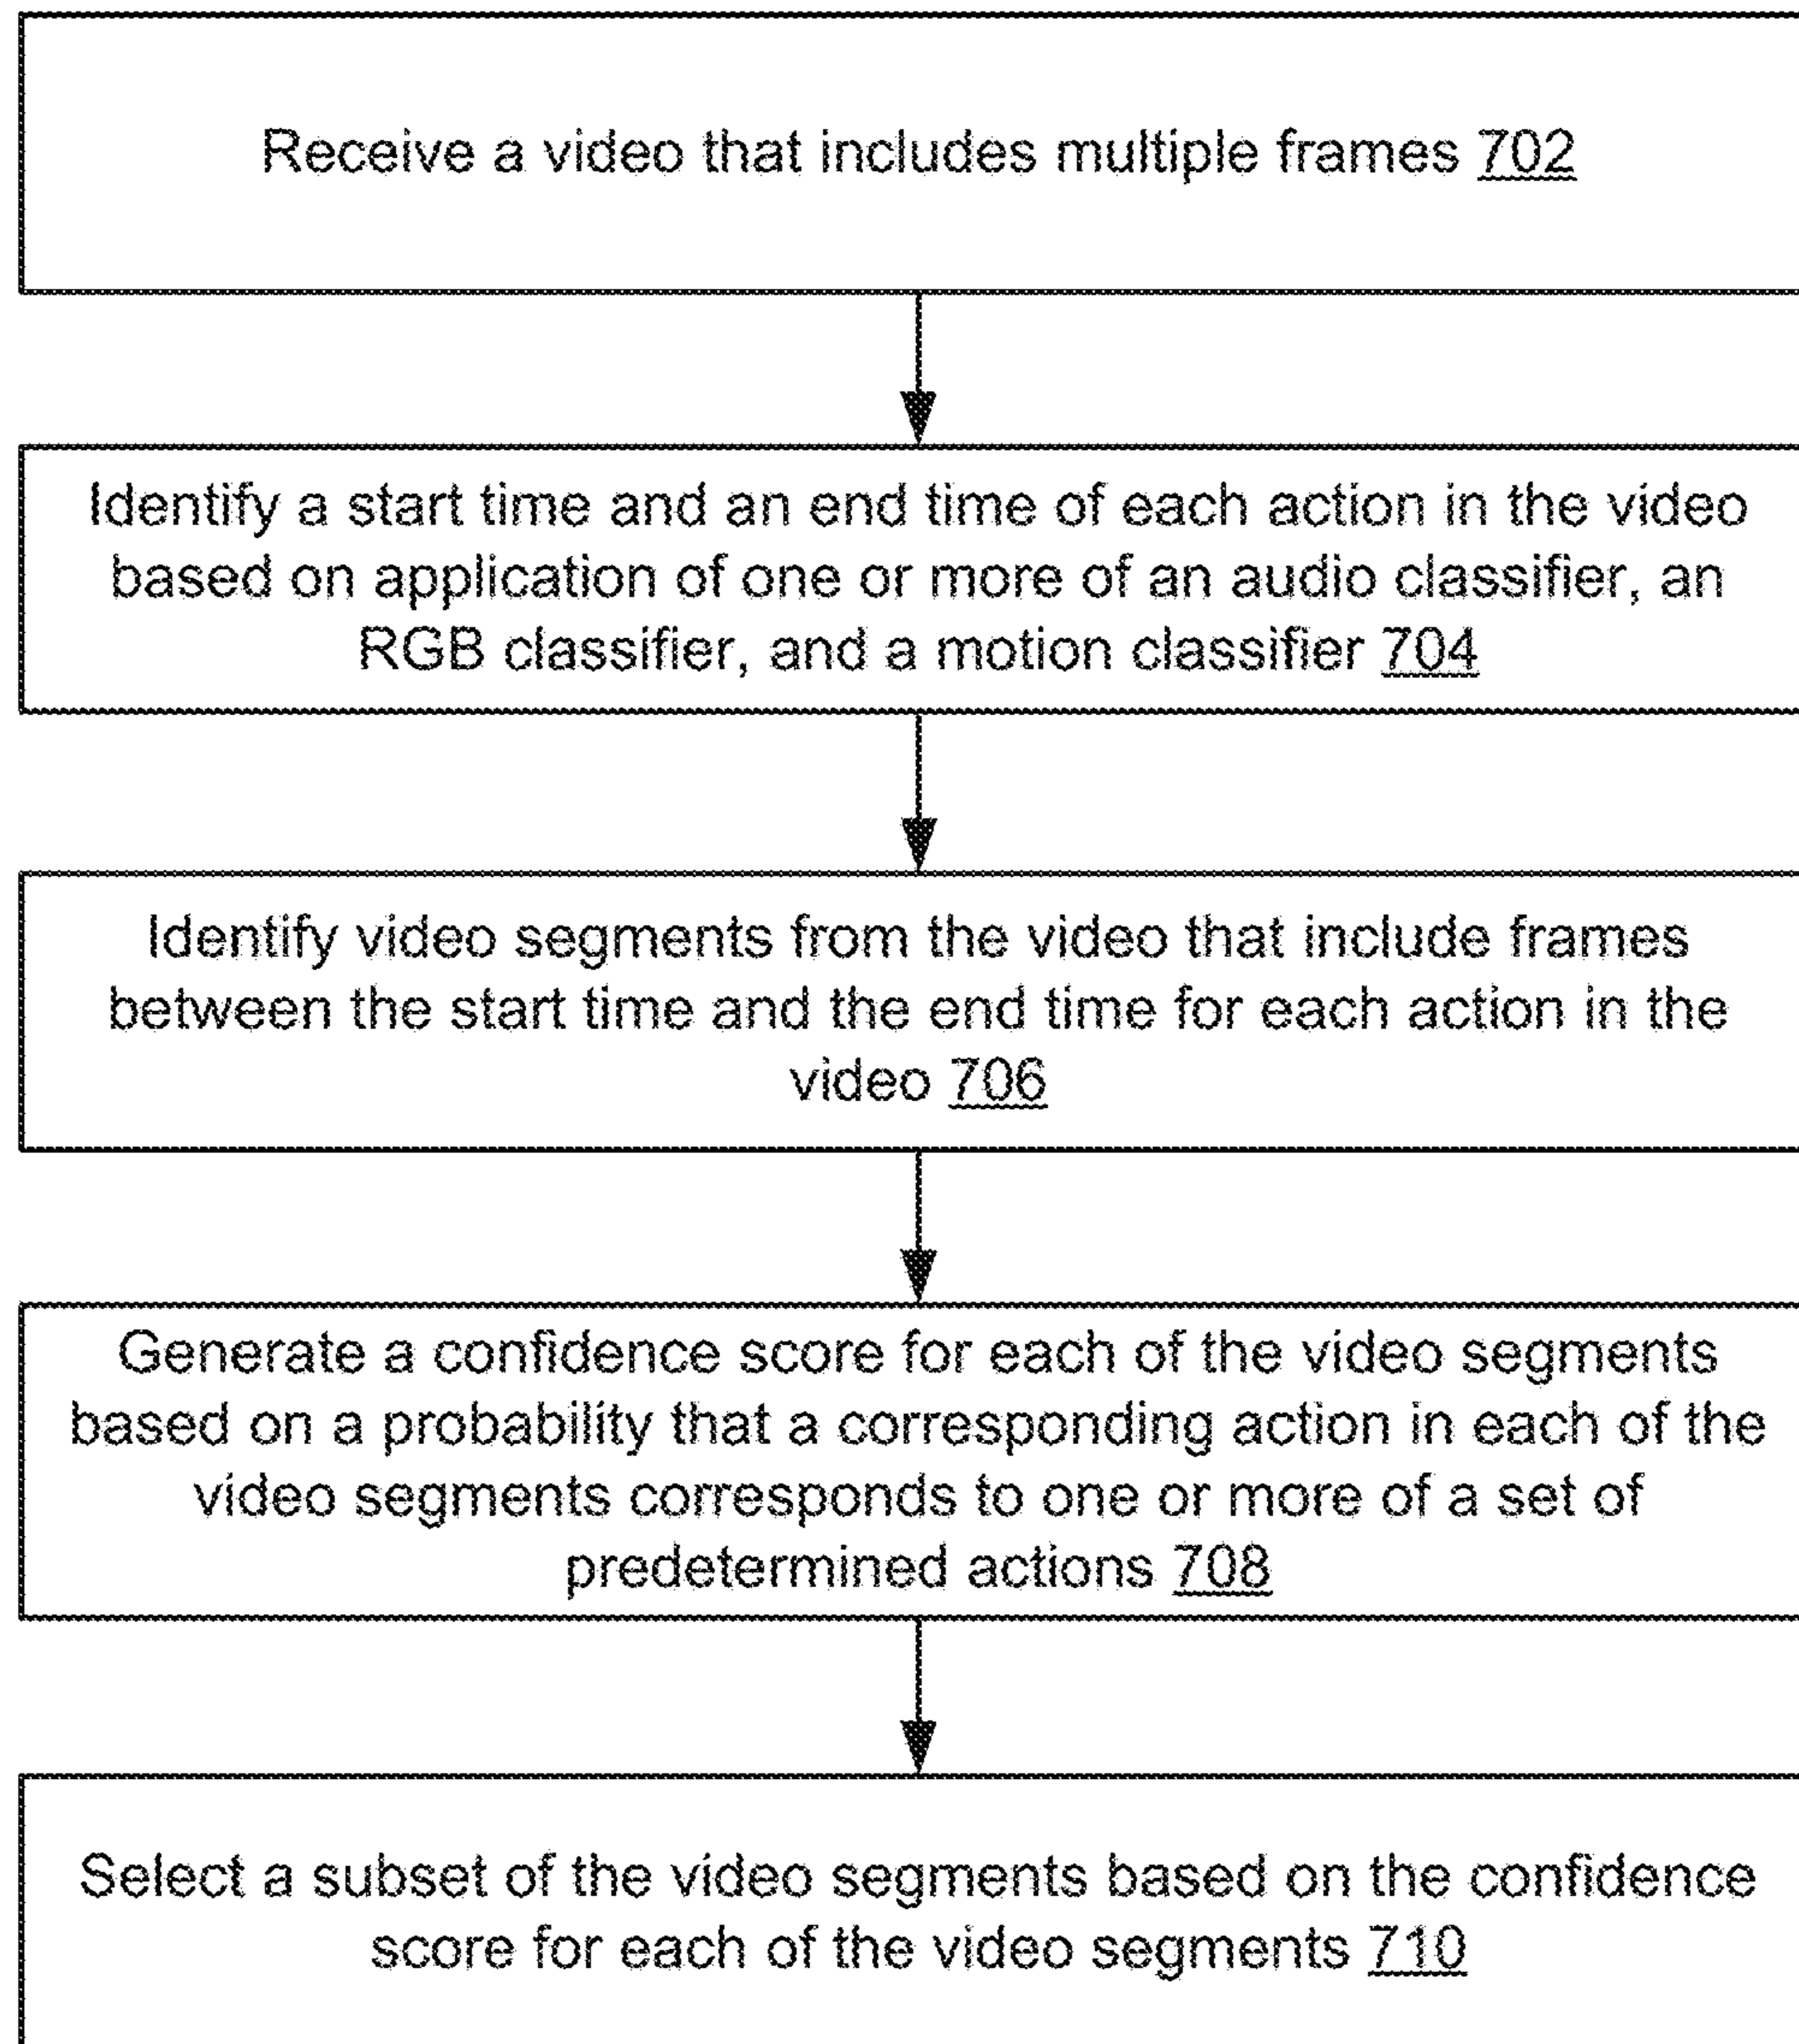 Receive a video that includes multiple frames 702
Identify a start time and an end time of each action in the video
based on application of one or more of an audio classifier, an
RGB classifier, and a motion classifier 704
Identify video segments from the video that include frames
between the start time and the end time for each action in the
video 706
Generate a confidence score for each of the video segments
based on a probability that a corresponding action in each of the
video segments corresponds to one or more of a set of
predetermined actions 708
Select a subset of the video segments based on the confidence
score for each of the video segments 710